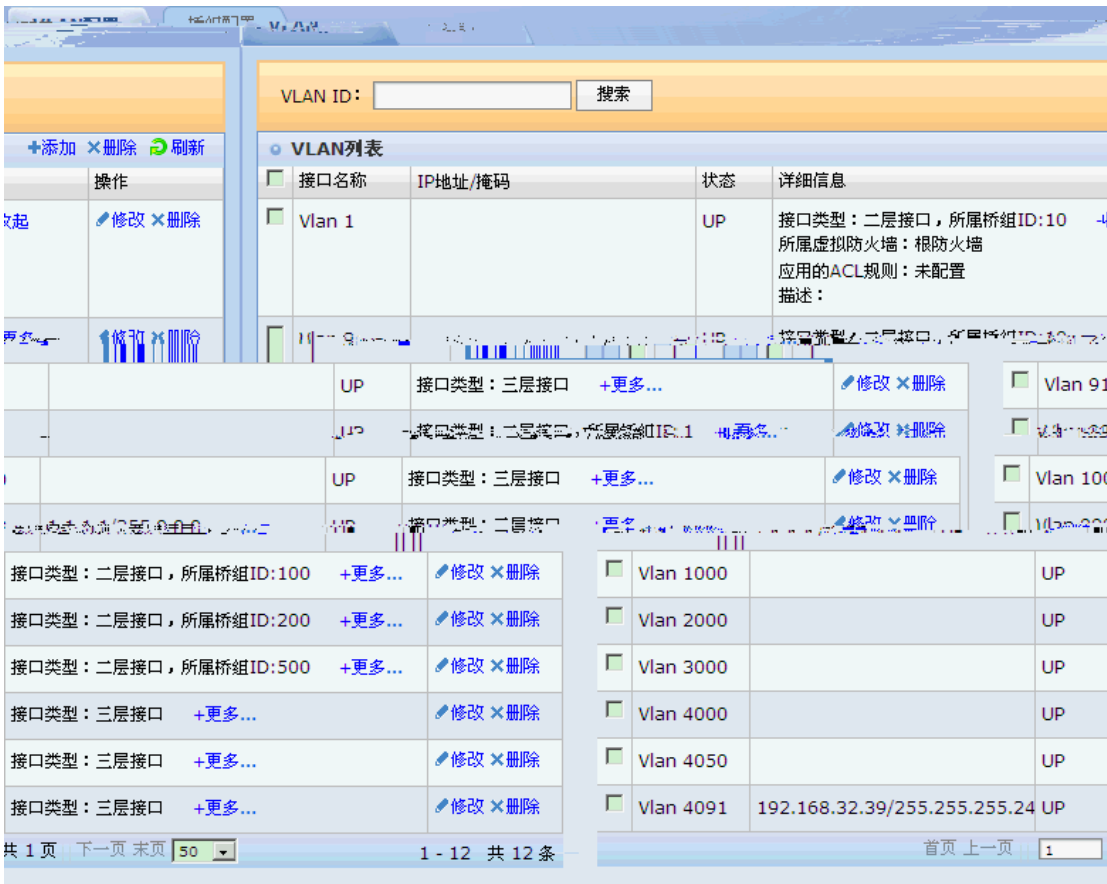 VLAN ID：
搜索
+添加 ×删除 刷新
VLAN列表
操作
接口名称 IP地址/掩码 状态 详细信息
起 修改 ×删除
Vlan 1 UP 接口类型：二层接口，所属桥组ID:10
所属虚拟防火墙：根防火墙
应用的ACL规则：未配置
描述：
修改 ×删除
UP 接口类型：三层接口 +更多... 修改 ×删除
Vlan 91
UP 接口类型：三层接口 +更多... 修改 ×删除
Vlan 100
接口类型：二层接口，所属桥组ID:100 +更多... 修改 ×删除
Vlan 1000 UP
接口类型：二层接口，所属桥组ID:200 +更多... 修改 ×删除
Vlan 2000 UP
接口类型：二层接口，所属桥组ID:500 +更多... 修改 ×删除
Vlan 3000 UP
接口类型：三层接口 +更多... 修改 ×删除
Vlan 4000 UP
接口类型：三层接口 +更多... 修改 ×删除
Vlan 4050 UP
接口类型：三层接口 +更多... 修改 ×删除
Vlan 4091 192.168.32.39/255.255.255.24 UP
共 1 页 下一页 末页 50 1 - 12 共 12 条
首页 上一页 1